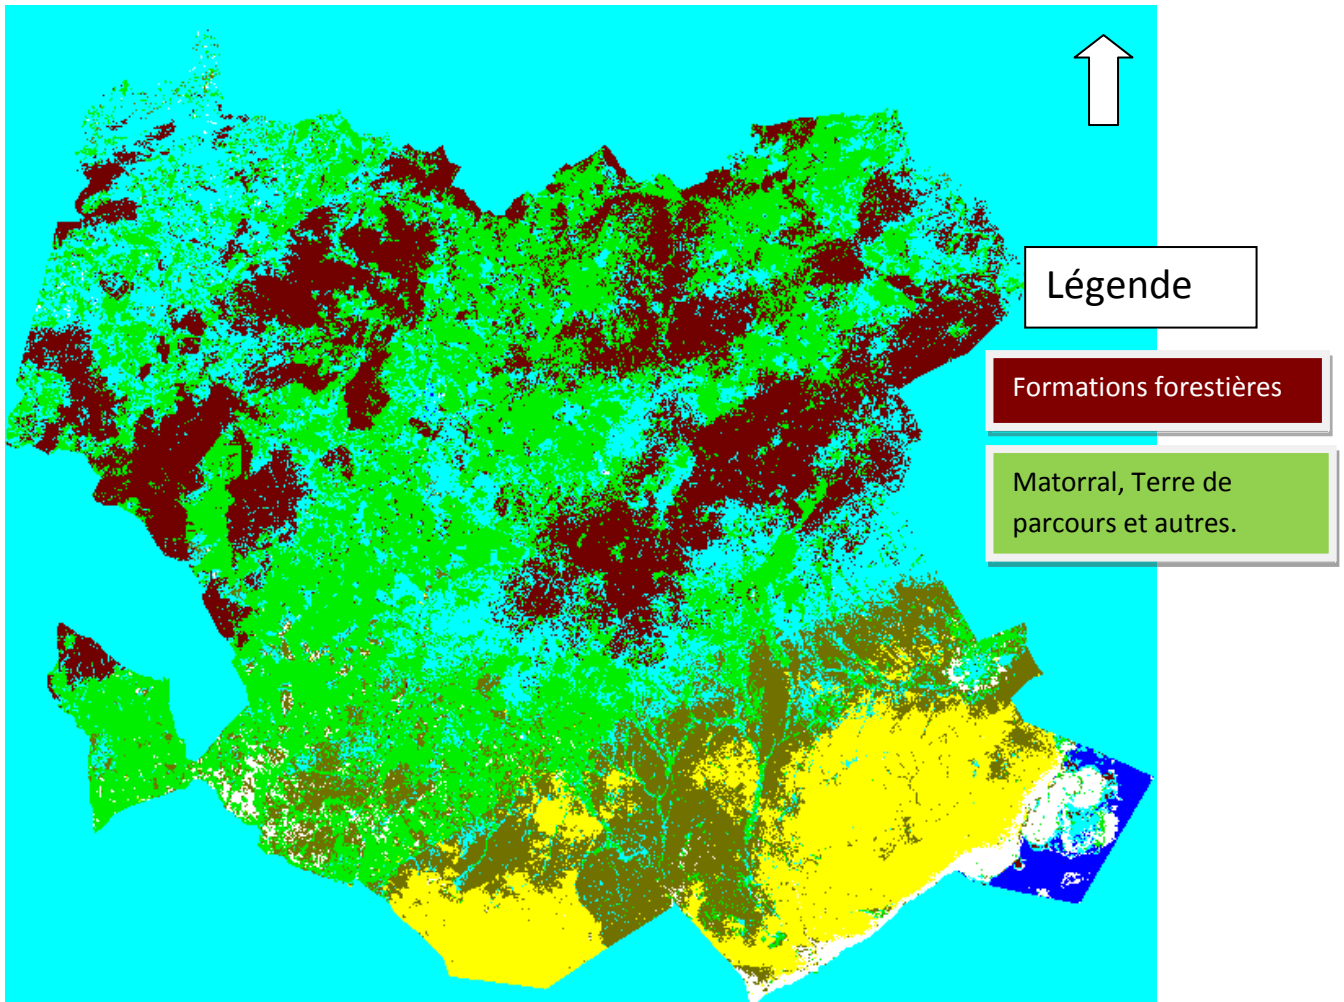 Légende
Formations forestières
Matorral, Terre de
parcours et autres.